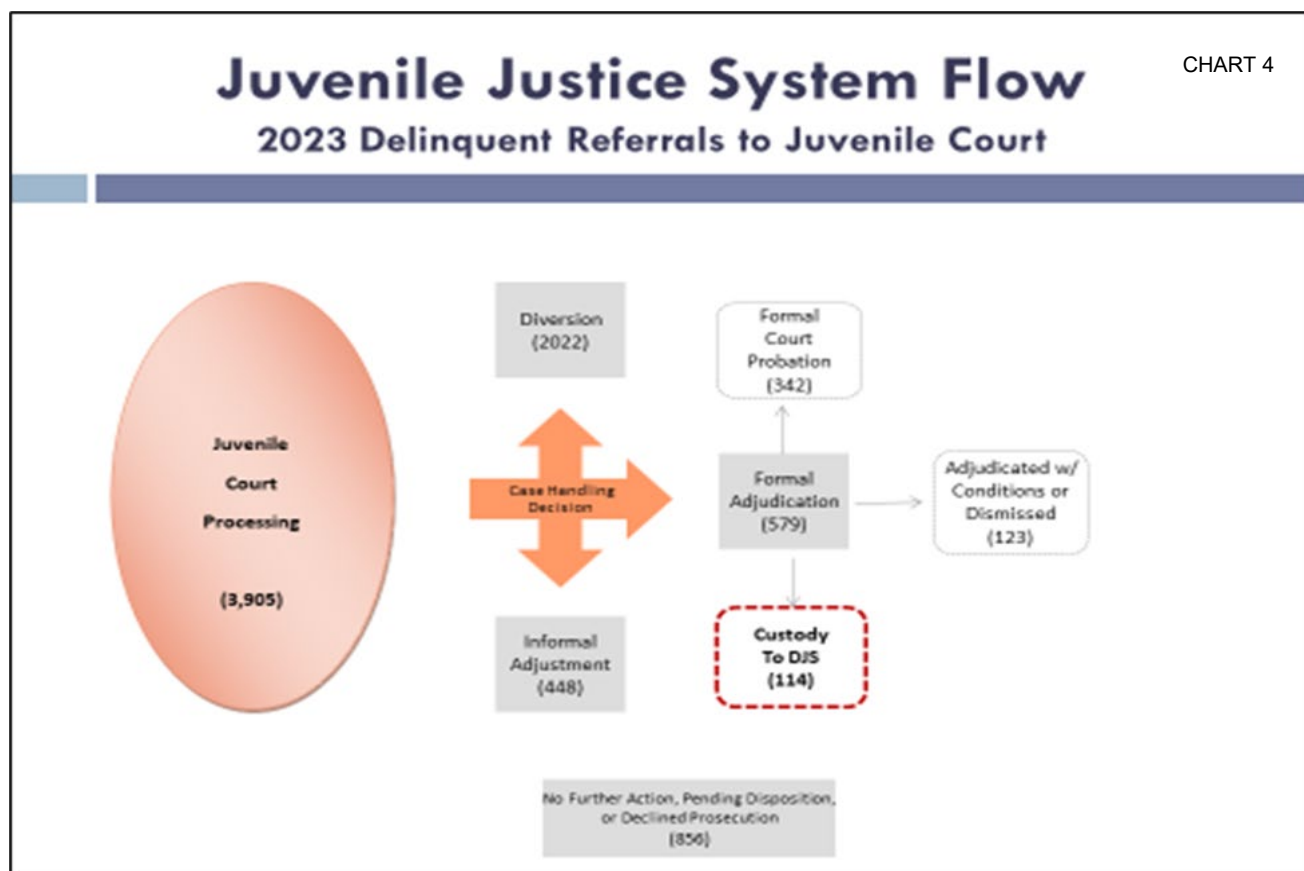 Juvenile Justice System Flow
CHART 4
2023 Delinquent Referrals to Juvenile Court
Juvenile
Court
Processing
(3,905)
Diversion
(2022)
Case Handling
Decision
Informal
Adjustment
(448)
Formal
Court
Probation
(342)
Formal
Adjudication
(579)
Adjudicated w/
Conditions or
Dismissed
(123)
Custody
To DJS
(114)
No Further Action, Pending Disposition,
or Declined Prosecution
(856)